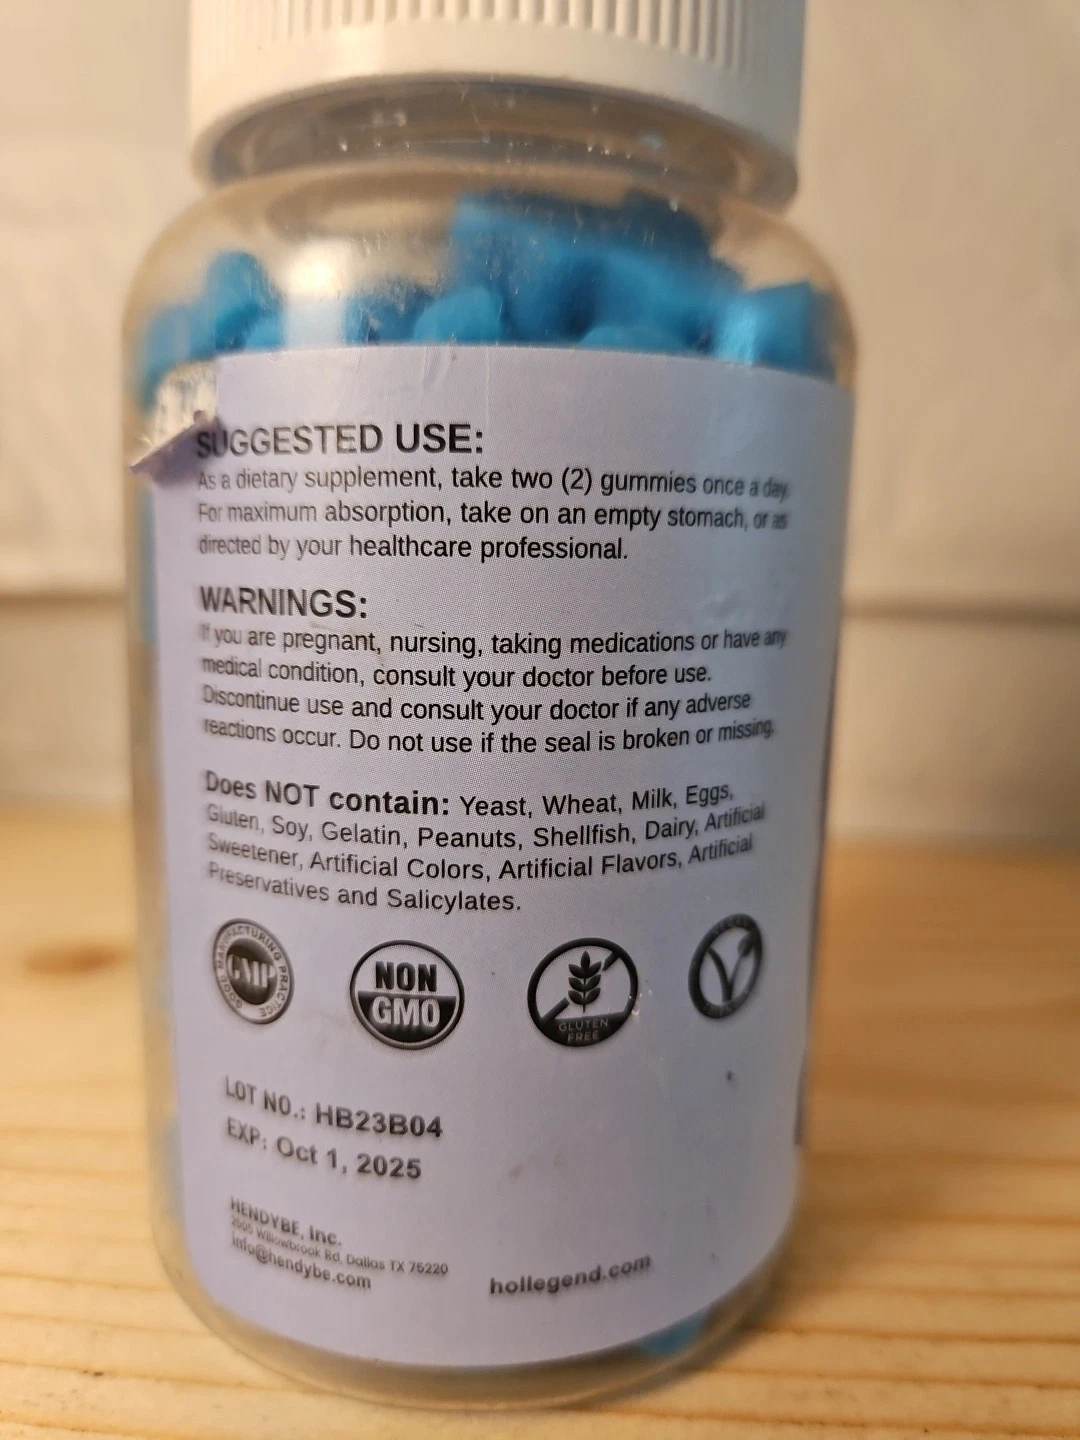 SUGGESTED USE:
As a dietary supplement, take two (2) gummies once a day.
For maximum absorption, take on an empty stomach, or as
directed by your healthcare professional.
WARNINGS:
If you are pregnant, nursing, taking medications or have any
medical condition, consult your doctor before use.
Discontinue use and consult your doctor if any adverse
reactions occur. Do not use if the seal is broken or missing.
Does NOT contain: Yeast, Wheat, Milk, Eggs,
Gluten, Soy, Gelatin, Peanuts, Shellfish, Dairy, Artificial
Sweetener, Artificial Colors, Artificial Flavors, Artificial
Preservatives and Salicylates.
GOOD MANUFACTURING PRACTICE
GMP
NON
GMO
GLUTEN
FREE
LOT NO.: HB23B04
EXP: Oct 1, 2025
HENDYBE, Inc.
Willowbrook Rd, Dallas TX 75220
info@hendybe.com
hollegend.com